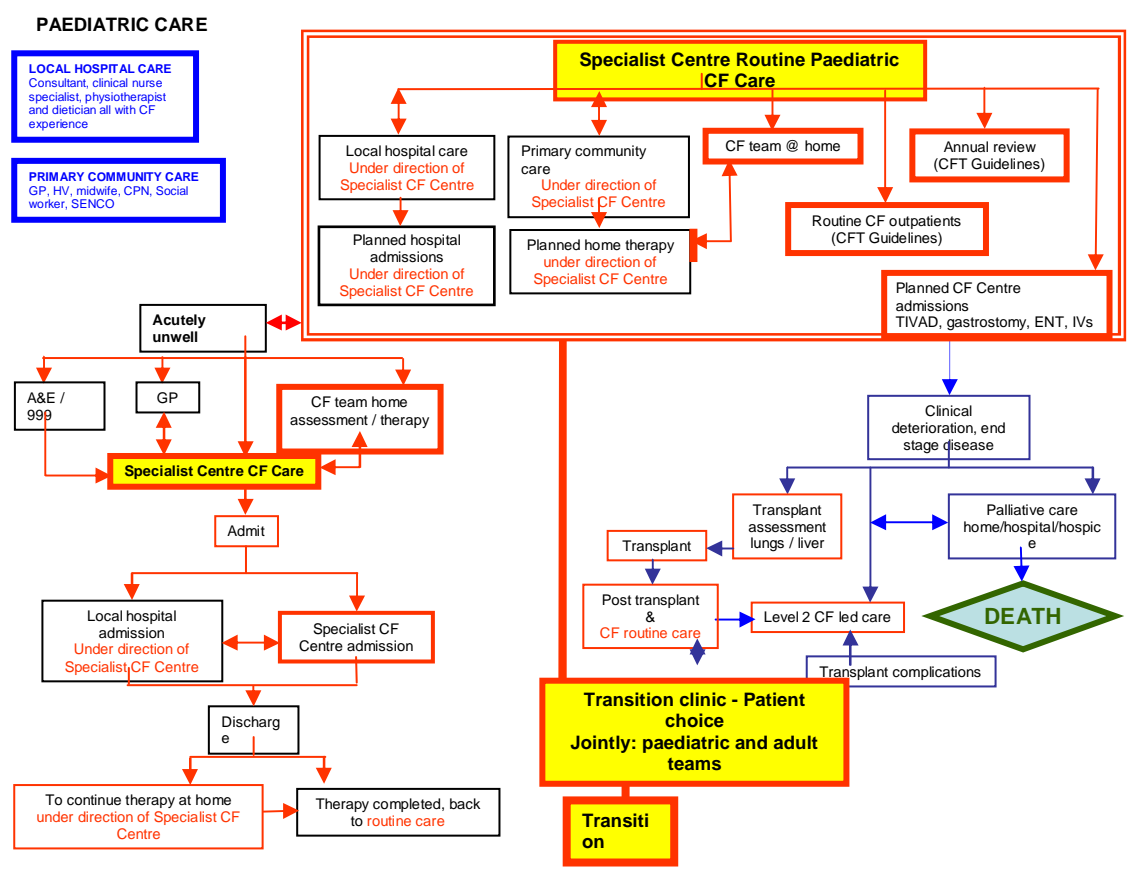 PAEDIATRIC CARE
LOCAL HOSPITAL CARE
Consultant, clinical nurse
specialist, physiotherapist
and dietician all with CF
experience
PRIMARY COMMUNITY CARE
GP, HV, midwife, CPN, Social
worker, SENCO
Specialist Centre Routine Paediatric
CF Care
Local hospital care
Under direction of
Specialist CF Centre
Primary community
care
Under direction of
Specialist CF Centre
CF team @ home
Annual review
(CFT Guidelines)
Planned hospital
admissions
Under direction of
Specialist CF Centre
Planned home therapy
under direction of
Specialist CF Centre
Routine CF outpatients
(CFT Guidelines)
Planned CF Centre
admissions
TIVAD, gastrostomy, ENT, IVs
Acutely
unwell
A&E /
999
GP
CF team home
assessment / therapy
Specialist Centre CF Care
Admit
Local hospital
admission
Under direction of
Specialist CF Centre
Specialist CF
Centre admission
Discharg
e
To continue therapy at home
under direction of Specialist CF
Centre
Therapy completed, back
to routine care
Clinical
deterioration, end
stage disease
Transplant
assessment
lungs / liver
Palliative care
home/hospital/hospic
e
Transplant
Post transplant
&
CF routine care
Level 2 CF led care
DEATH
Transplant complications
Transition clinic - Patient
choice
Jointly: paediatric and adult
teams
Transiti
on